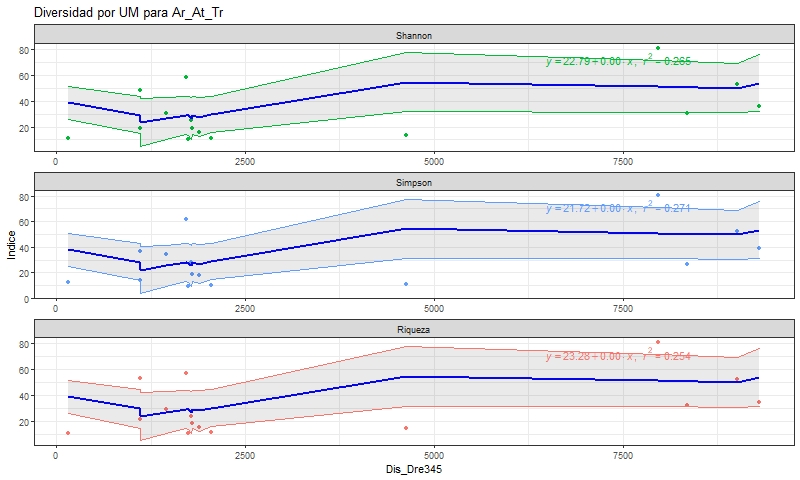 Diversidad por UM para Ar_At_Tr
Shannon
y = 22.79 + 0.00 · x, r² = 0.265
80
60
40
20
0 2500 5000 7500
Simpson
y = 21.72 + 0.00 · x, r² = 0.271
80
60
40
20
0
0 2500 5000 7500
Indice
Riqueza
y = 23.28 + 0.00 · x, r² = 0.254
80
60
40
20
0 2500 5000 7500
Dis_Dre345